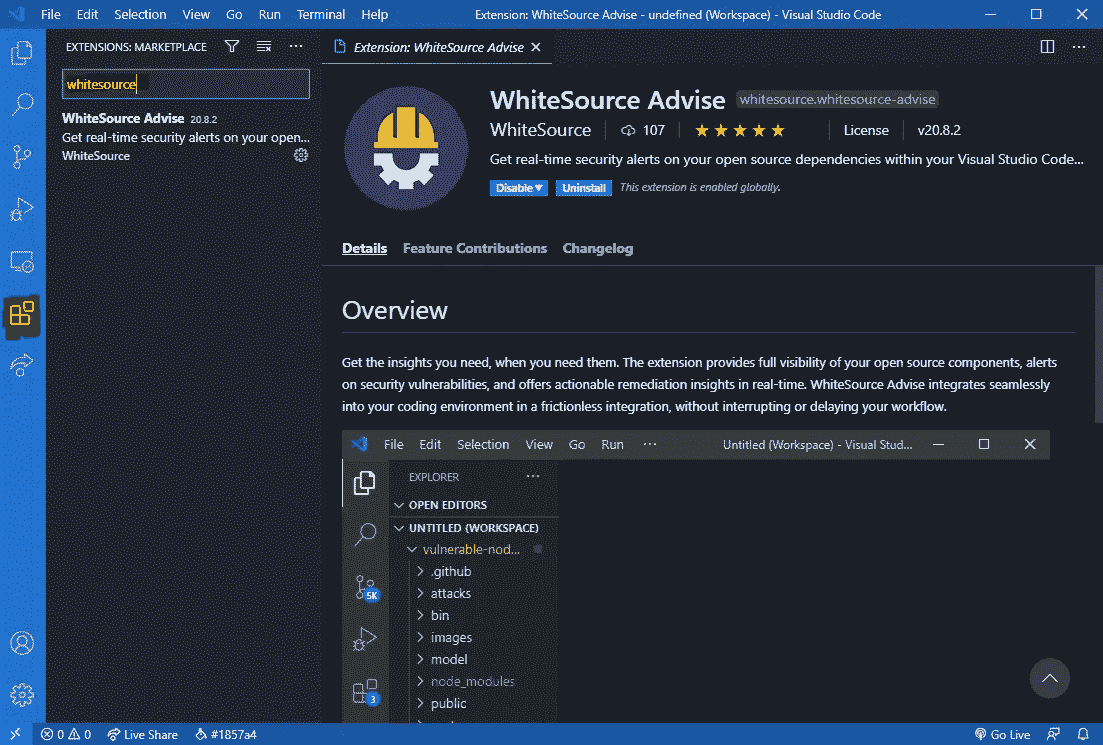 File Edit Selection View Go Run Terminal Help
Extension: WhiteSource Advise - undefined (Workspace) - Visual Studio Code
EXTENSIONS: MARKETPLACE
Extension: WhiteSource Advise
whitesource
WhiteSource Advise 20.8.2
Get real-time security alerts on your open...
WhiteSource
WhiteSource Advise whitesource.whitesource-advise
WhiteSource 107 License v20.8.2
Get real-time security alerts on your open source dependencies within your Visual Studio Code...
Disable Uninstall This extension is enabled globally.
Details Feature Contributions Changelog
Overview
Get the insights you need, when you need them. The extension provides full visibility of your open source components, alerts
on security vulnerabilities, and offers actionable remediation insights in real-time. WhiteSource Advise integrates seamlessly
into your coding environment in a frictionless integration, without interrupting or delaying your workflow.
File Edit Selection View Go Run ... Untitled (Workspace) - Visual Stud...
EXPLORER
OPEN EDITORS
UNTITLED (WORKSPACE)
vulnerable-nod...
.github
attacks
5K
bin
images
model
node_modules
3
public
0 0 Live Share #1857a4 Go Live